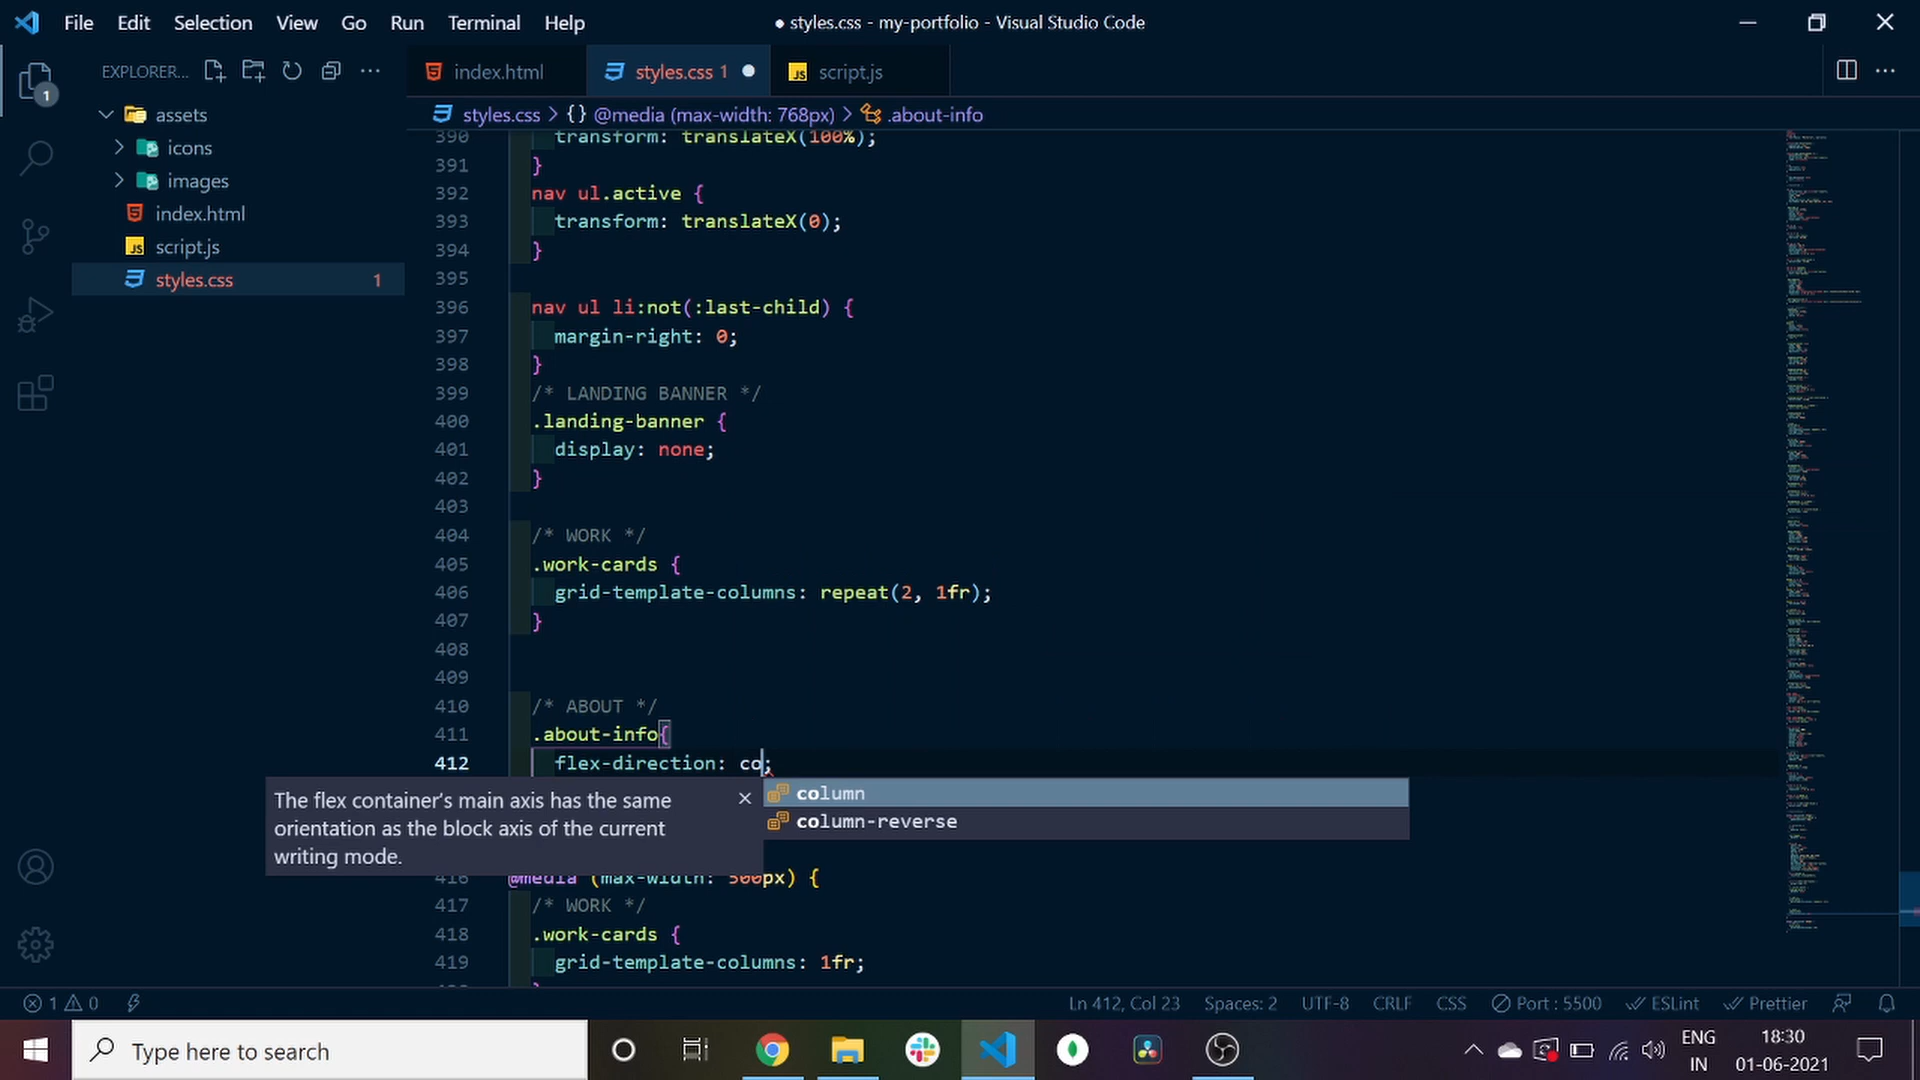 File Edit Selection View Go Run Terminal Help
● styles.css - my-portfolio - Visual Studio Code
EXPLORER...
index.html
styles.css 1
script.js
styles.css > {} @media (max-width: 768px) > .about-info
1
assets
icons
images
index.html
script.js
styles.css 1
390 transform: translateX(100%);
391 }
392 nav ul.active {
393 transform: translateX(0);
394 }
395
396 nav ul li:not(:last-child) {
397 margin-right: 0;
398 }
399 /* LANDING BANNER */
400 .landing-banner {
401 display: none;
402 }
403
404 /* WORK */
405 .work-cards {
406 grid-template-columns: repeat(2, 1fr);
407 }
408
409
410 /* ABOUT */
411 .about-info{
412 flex-direction: co;
The flex container's main axis has the same
orientation as the block axis of the current
writing mode.
column
column-reverse
416 @media (max-width: 500px) {
417 /* WORK */
418 .work-cards {
419 grid-template-columns: 1fr;
1 0
Ln 412, Col 23 Spaces: 2 UTF-8 CRLF CSS Port : 5500 ESLint Prettier
Type here to search
ENG
IN
18:30
01-06-2021